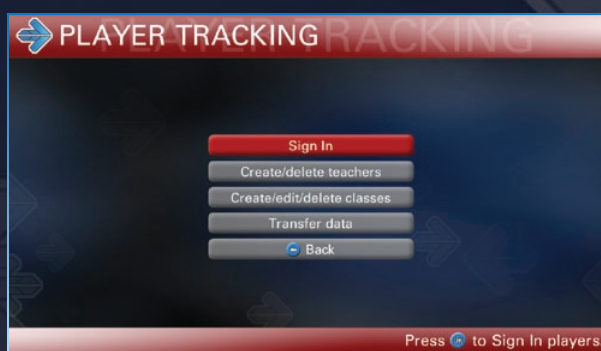 PLAYER TRACKING
Sign In
Create/delete teachers
Create/edit/delete classes
Transfer data
Back
Press to Sign In players.